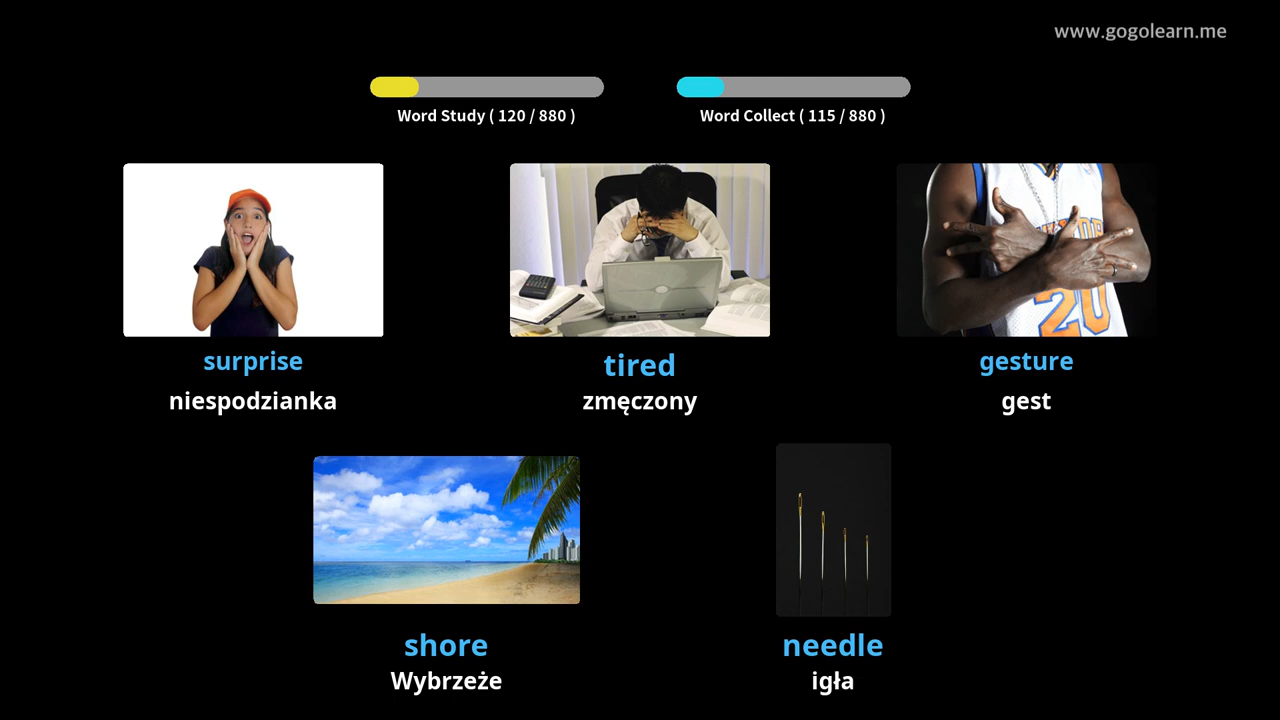 www.gogolearn.me
Word Study ( 120 / 880 )
Word Collect ( 115 / 880 )
surprise
niespodzianka
tired
zmęczony
gesture
gest
20
shore
Wybrzeże
needle
igła